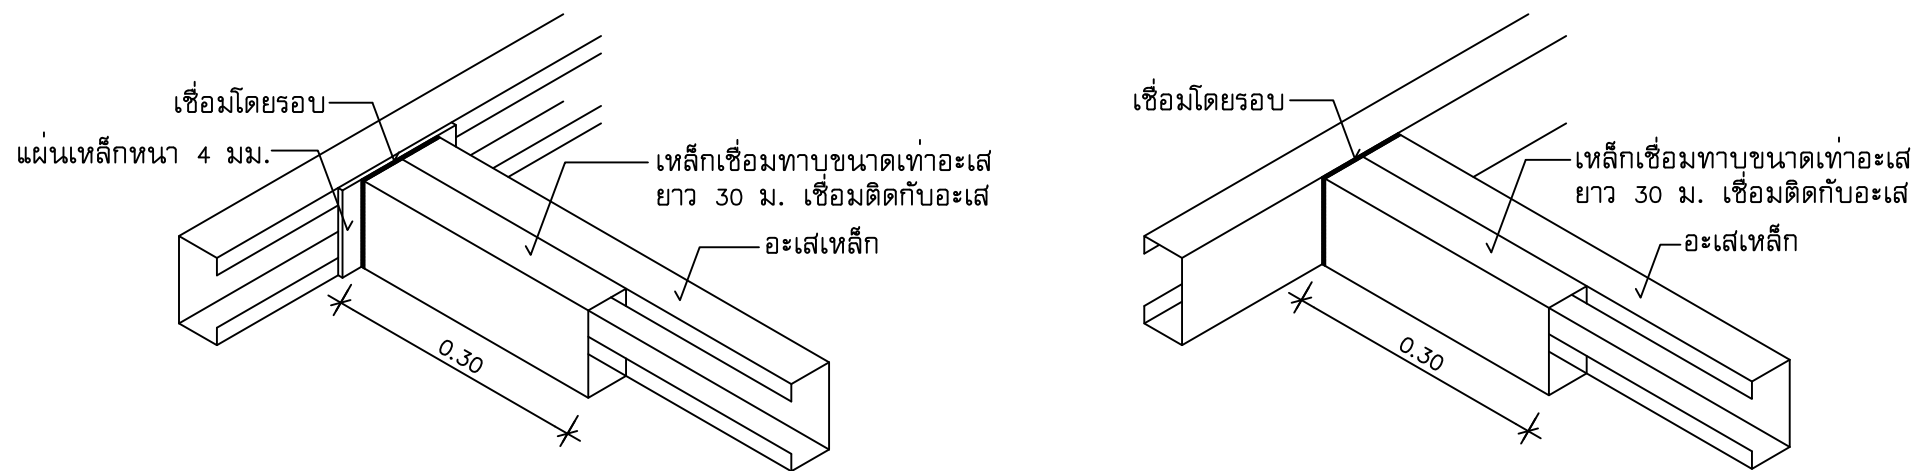 เชื่อมโดยรอบ
แผ่นเหล็กหนา 4 มม.
เหล็กเชื่อมทาบขนาดเท่าอะเส
ยาว 30 ม. เชื่อมติดกับอะเส
อะเสเหล็ก
0.30
เชื่อมโดยรอบ
เหล็กเชื่อมทาบขนาดเท่าอะเส
ยาว 30 ม. เชื่อมติดกับอะเส
อะเสเหล็ก
0.30